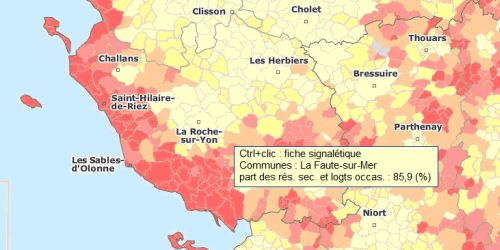 Clisson
Cholet
Thouars
Challans
Les Herbiers
Bressuire
Saint-Hilaire-
de-Riez
La Roche-
sur-Yon
Parthenay
Les Sables-
d'Olonne
Ctrl+clic : fiche signalétique
Communes : La Faute-sur-Mer
part des rés. sec. et logts occas. : 85,9 (%)
Niort